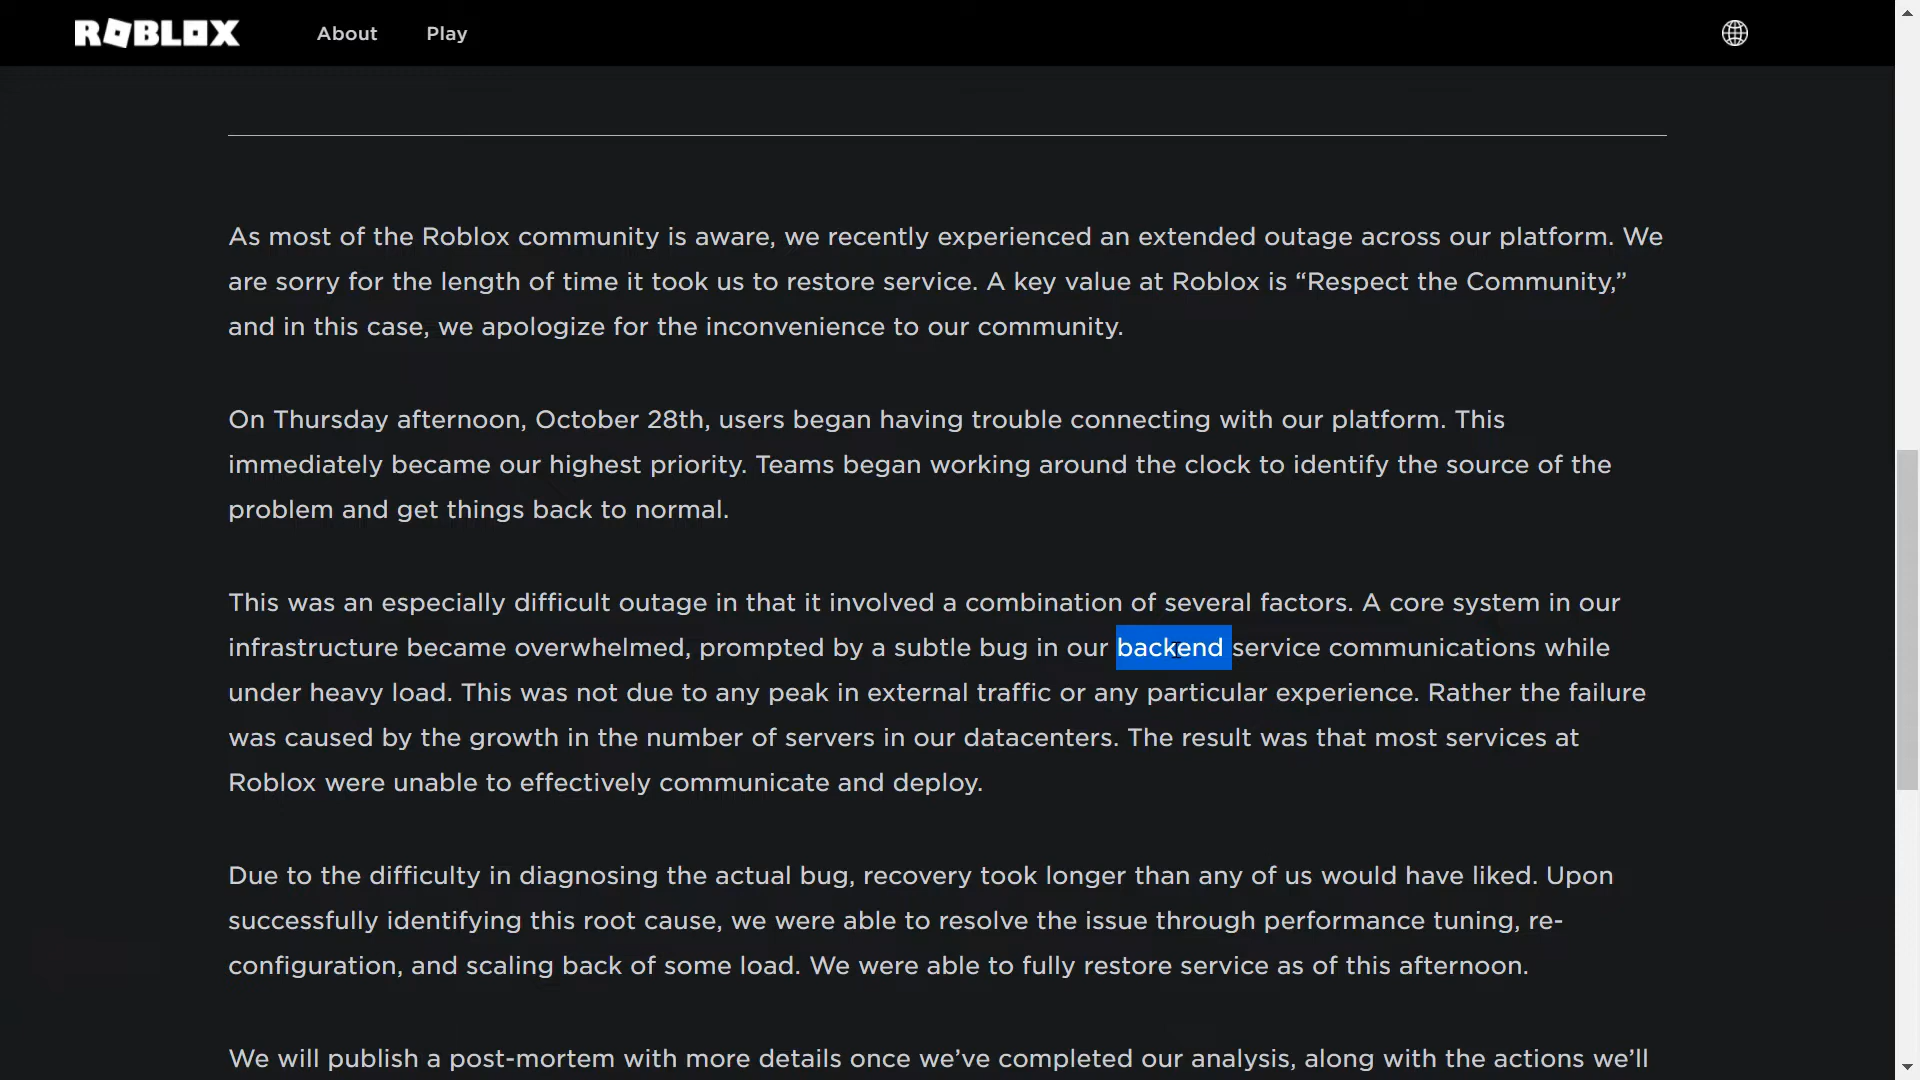 ROBLOX About Play
As most of the Roblox community is aware, we recently experienced an extended outage across our platform. We
are sorry for the length of time it took us to restore service. A key value at Roblox is “Respect the Community,”
and in this case, we apologize for the inconvenience to our community.
On Thursday afternoon, October 28th, users began having trouble connecting with our platform. This
immediately became our highest priority. Teams began working around the clock to identify the source of the
problem and get things back to normal.
This was an especially difficult outage in that it involved a combination of several factors. A core system in our
infrastructure became overwhelmed, prompted by a subtle bug in our backend service communications while
under heavy load. This was not due to any peak in external traffic or any particular experience. Rather the failure
was caused by the growth in the number of servers in our datacenters. The result was that most services at
Roblox were unable to effectively communicate and deploy.
Due to the difficulty in diagnosing the actual bug, recovery took longer than any of us would have liked. Upon
successfully identifying this root cause, we were able to resolve the issue through performance tuning, re-
configuration, and scaling back of some load. We were able to fully restore service as of this afternoon.
We will publish a post-mortem with more details once we’ve completed our analysis, along with the actions we’ll